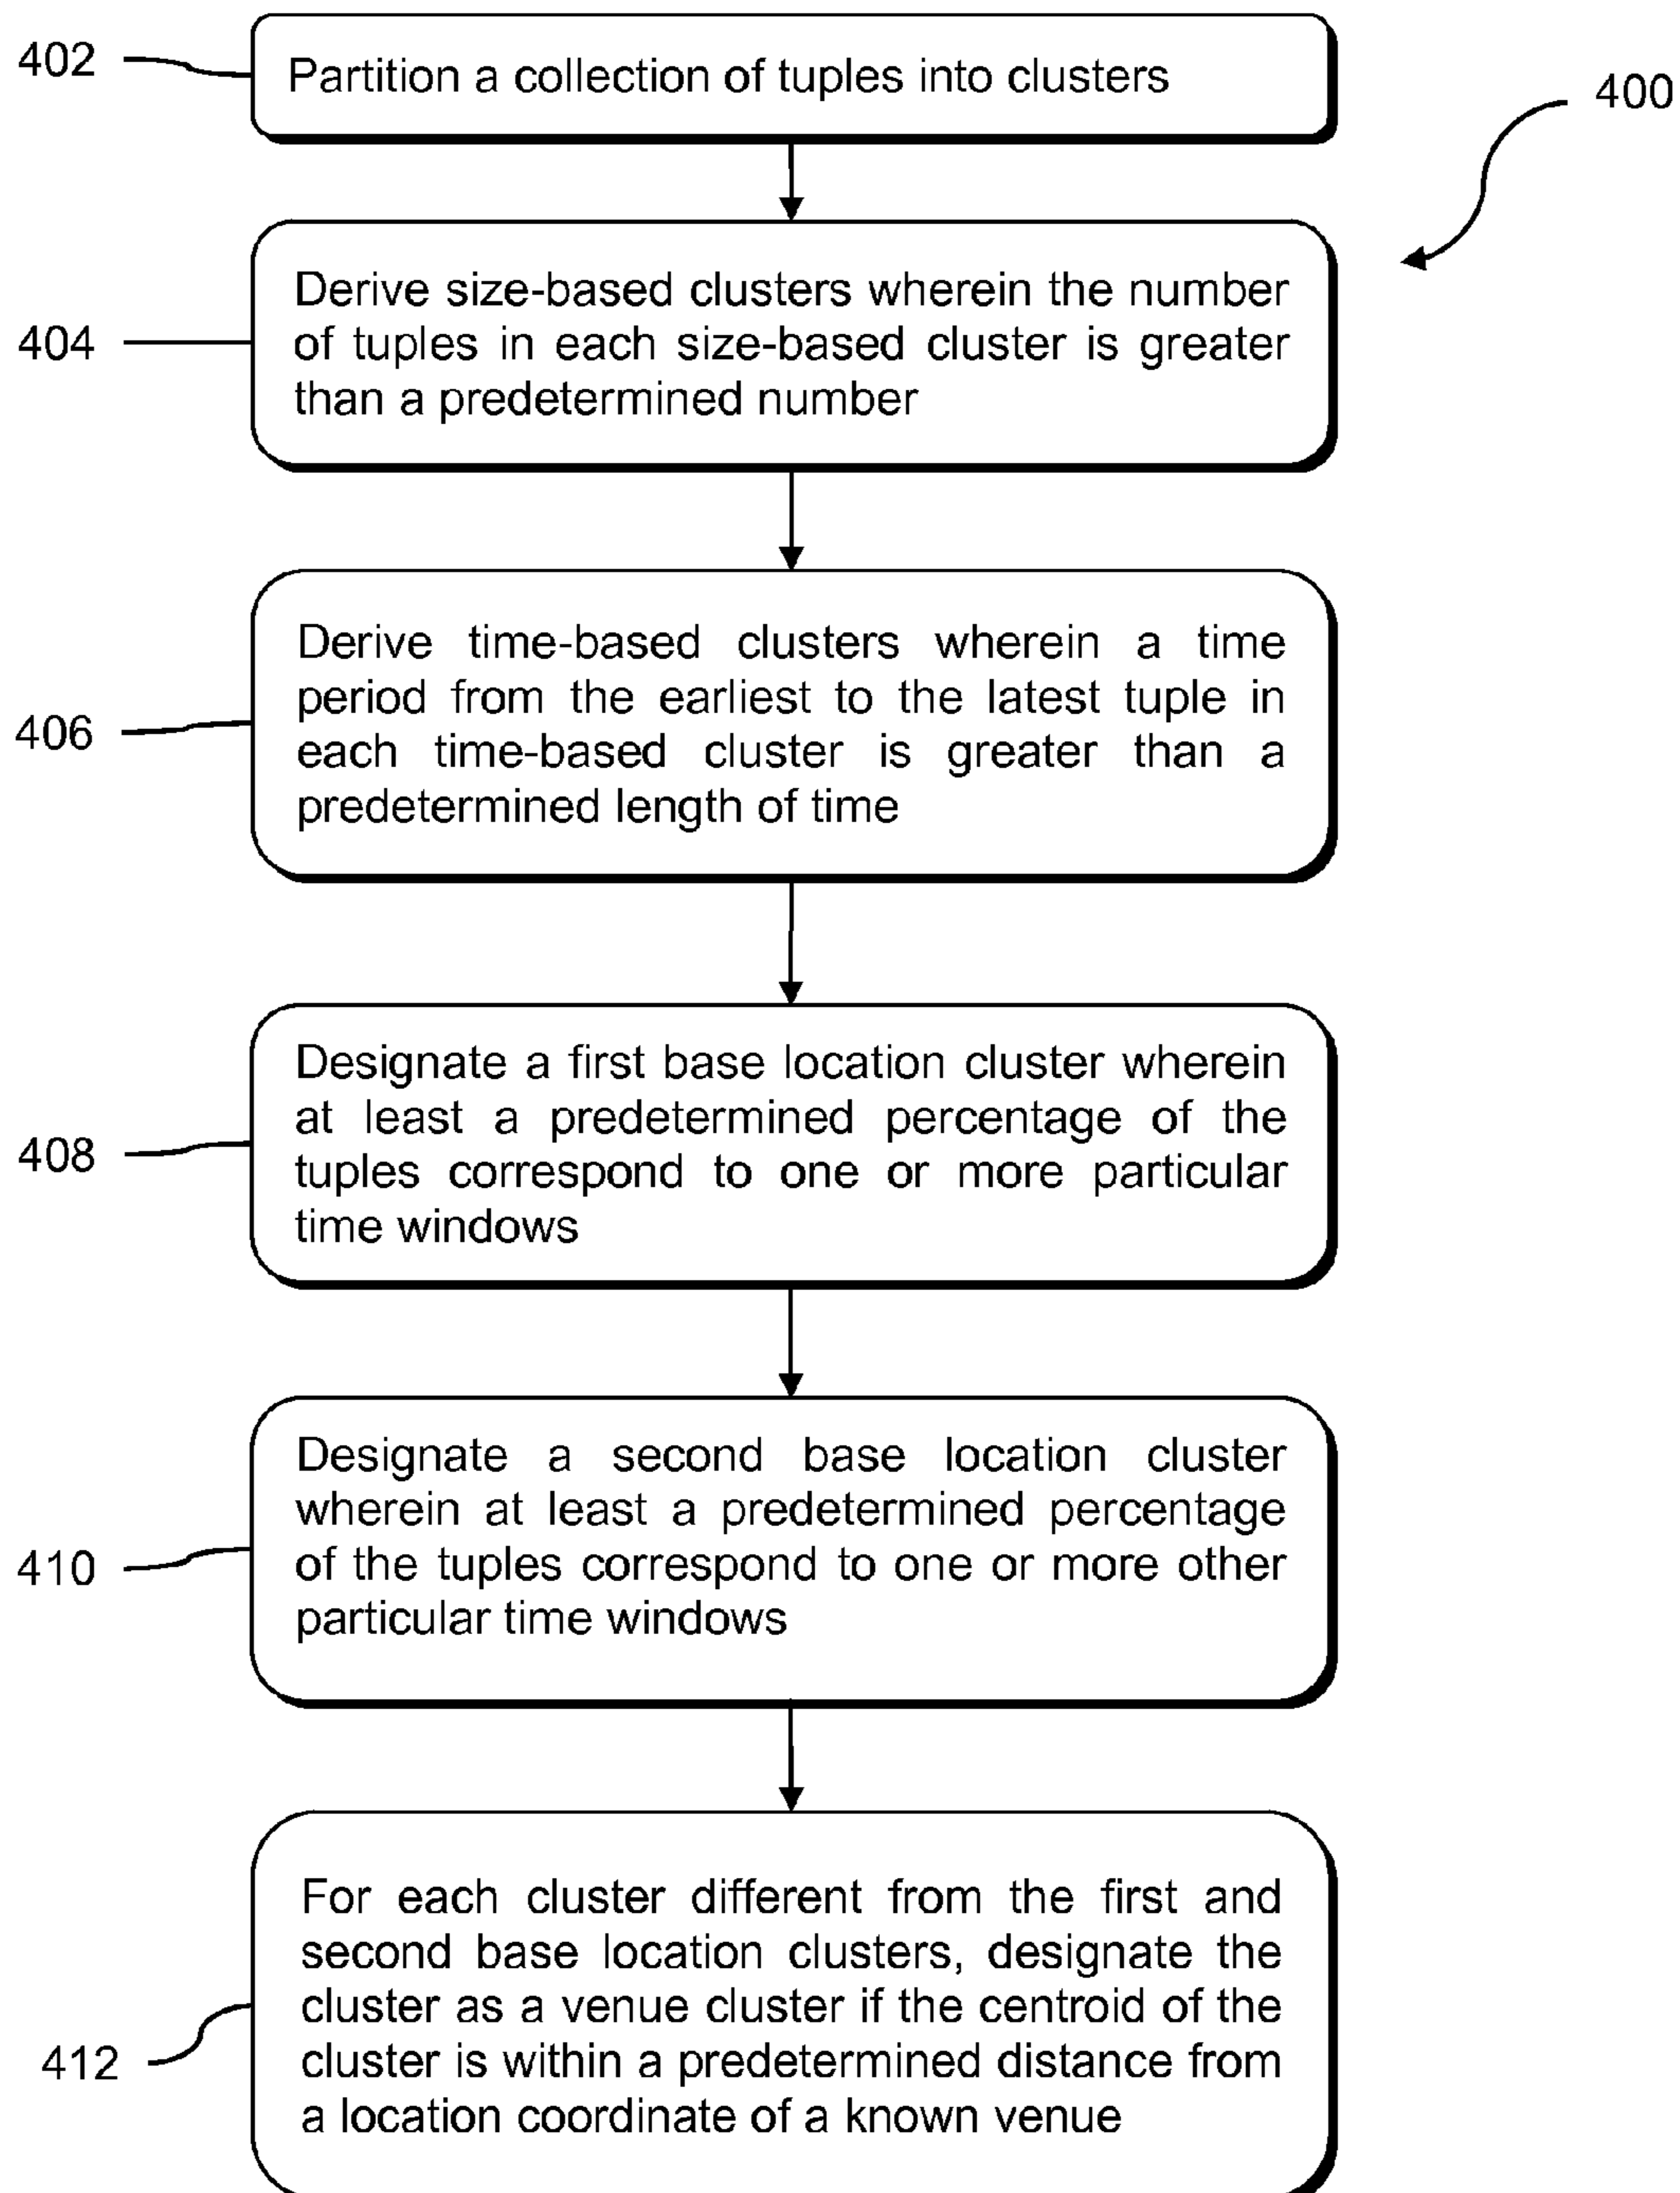 402
Partition a collection of tuples into clusters
400
404
Derive size-based clusters wherein the number
of tuples in each size-based cluster is greater
than a predetermined number
406
Derive time-based clusters wherein a time
period from the earliest to the latest tuple in
each time-based cluster is greater than a
predetermined length of time
408
Designate a first base location cluster wherein
at least a predetermined percentage of the
tuples correspond to one or more particular
time windows
410
Designate a second base location cluster
wherein at least a predetermined percentage
of the tuples correspond to one or more other
particular time windows
412
For each cluster different from the first and
second base location clusters, designate the
cluster as a venue cluster if the centroid of the
cluster is within a predetermined distance from
a location coordinate of a known venue